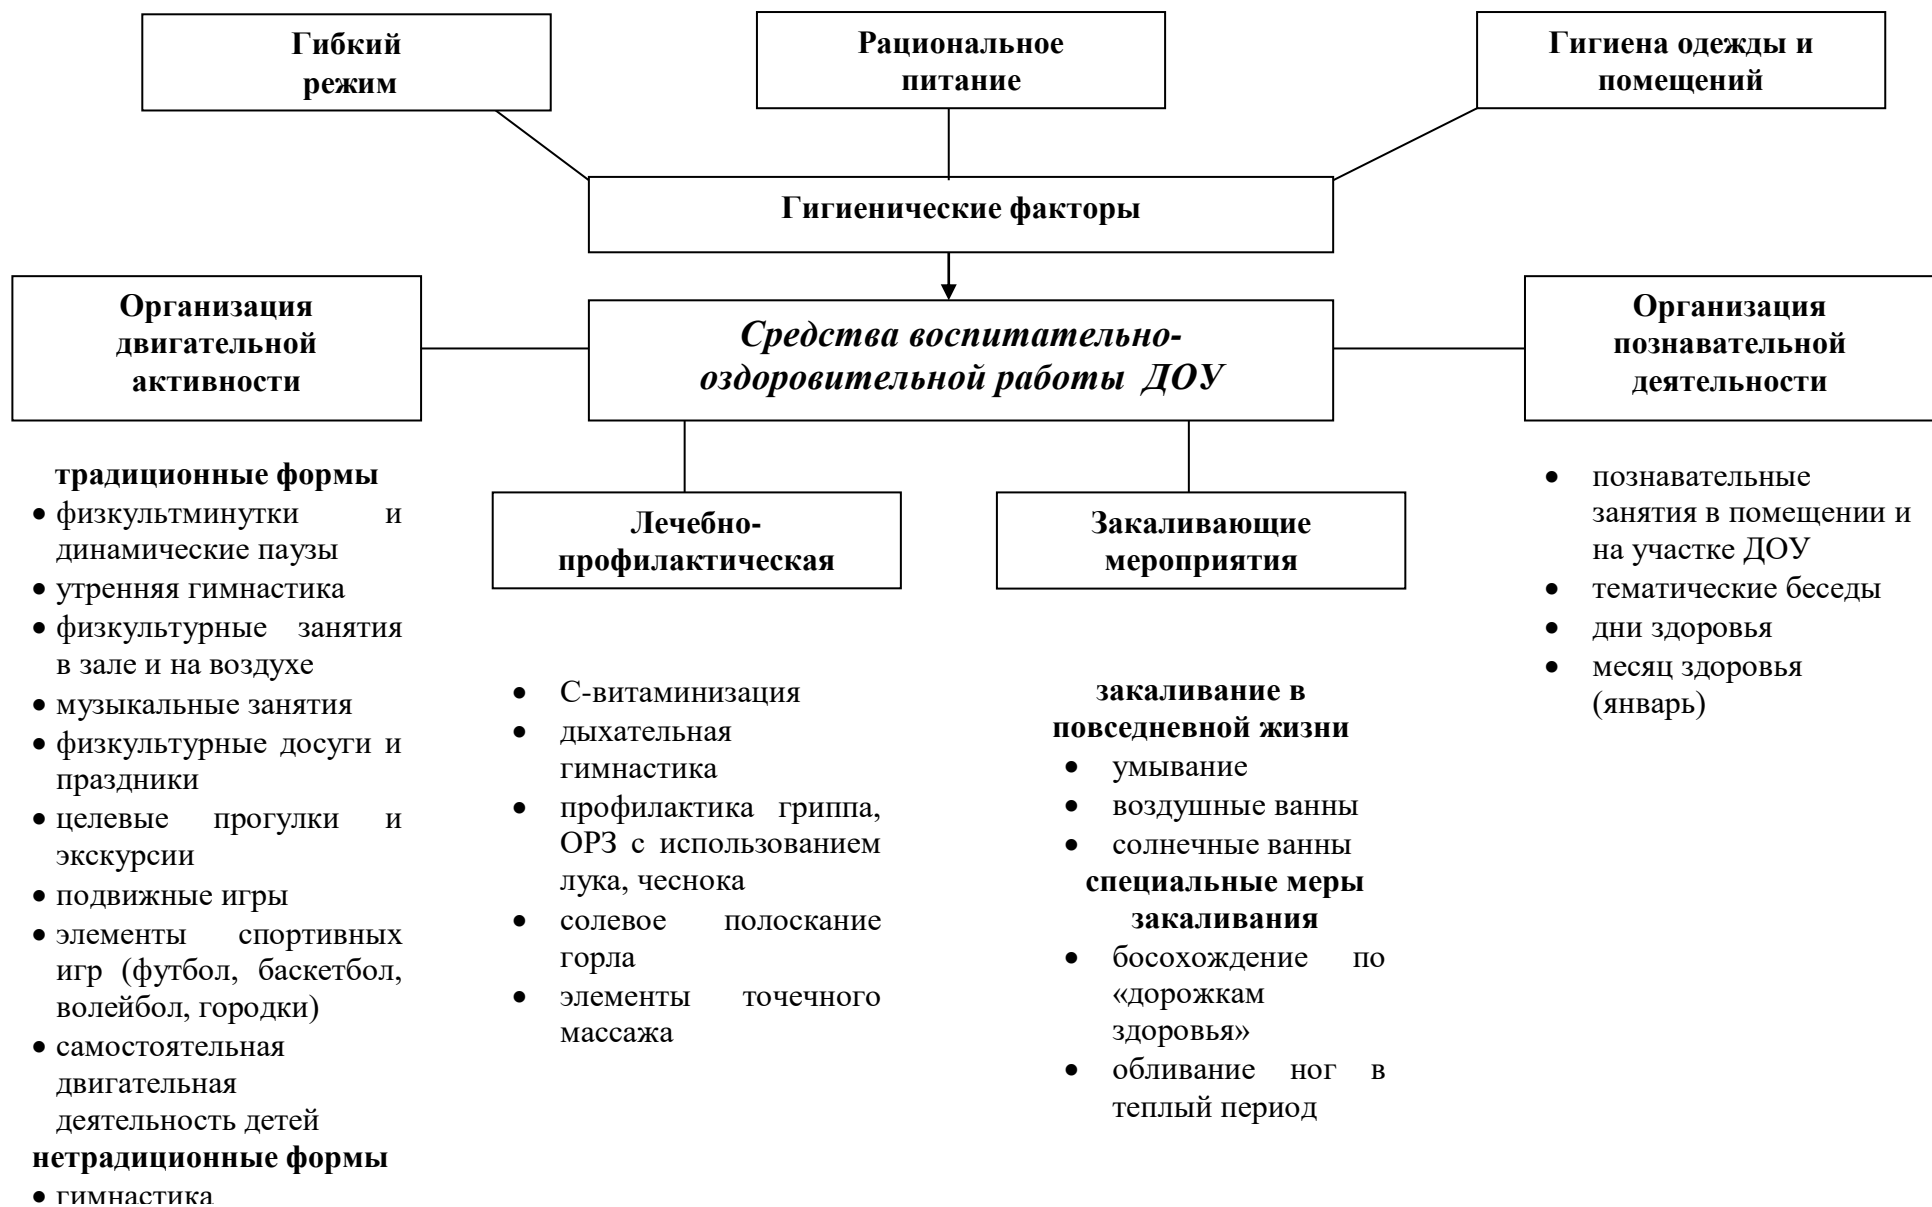 Гибкий
режим
Рациональное
питание
Гигиена одежды и
помещений
Гигиенические факторы
Организация
двигательной
активности
Средства воспитательно-
оздоровительной работы ДОУ
Организация
познавательной
деятельности
традиционные формы
• физкультминутки и
динамические паузы
• утренняя гимнастика
• физкультурные занятия
в зале и на воздухе
• музыкальные занятия
• физкультурные досуги и
праздники
• целевые прогулки и
экскурсии
• подвижные игры
• элементы спортивных
игр (футбол, баскетбол,
волейбол, городки)
• самостоятельная
двигательная
деятельность детей
нетрадиционные формы
• гимнастика
Лечебно-
профилактическая
• С-витаминизация
• дыхательная
гимнастика
• профилактика гриппа,
ОРЗ с использованием
лука, чеснока
• солевое полоскание
горла
• элементы точечного
массажа
Закаливающие
мероприятия
закаливание в
повседневной жизни
• умывание
• воздушные ванны
• солнечные ванны
специальные меры
закаливания
• босохождение по
«дорожкам
здоровья»
• обливание ног в
теплый период
• познавательные
занятия в помещении и
на участке ДОУ
• тематические беседы
• дни здоровья
• месяц здоровья
(январь)